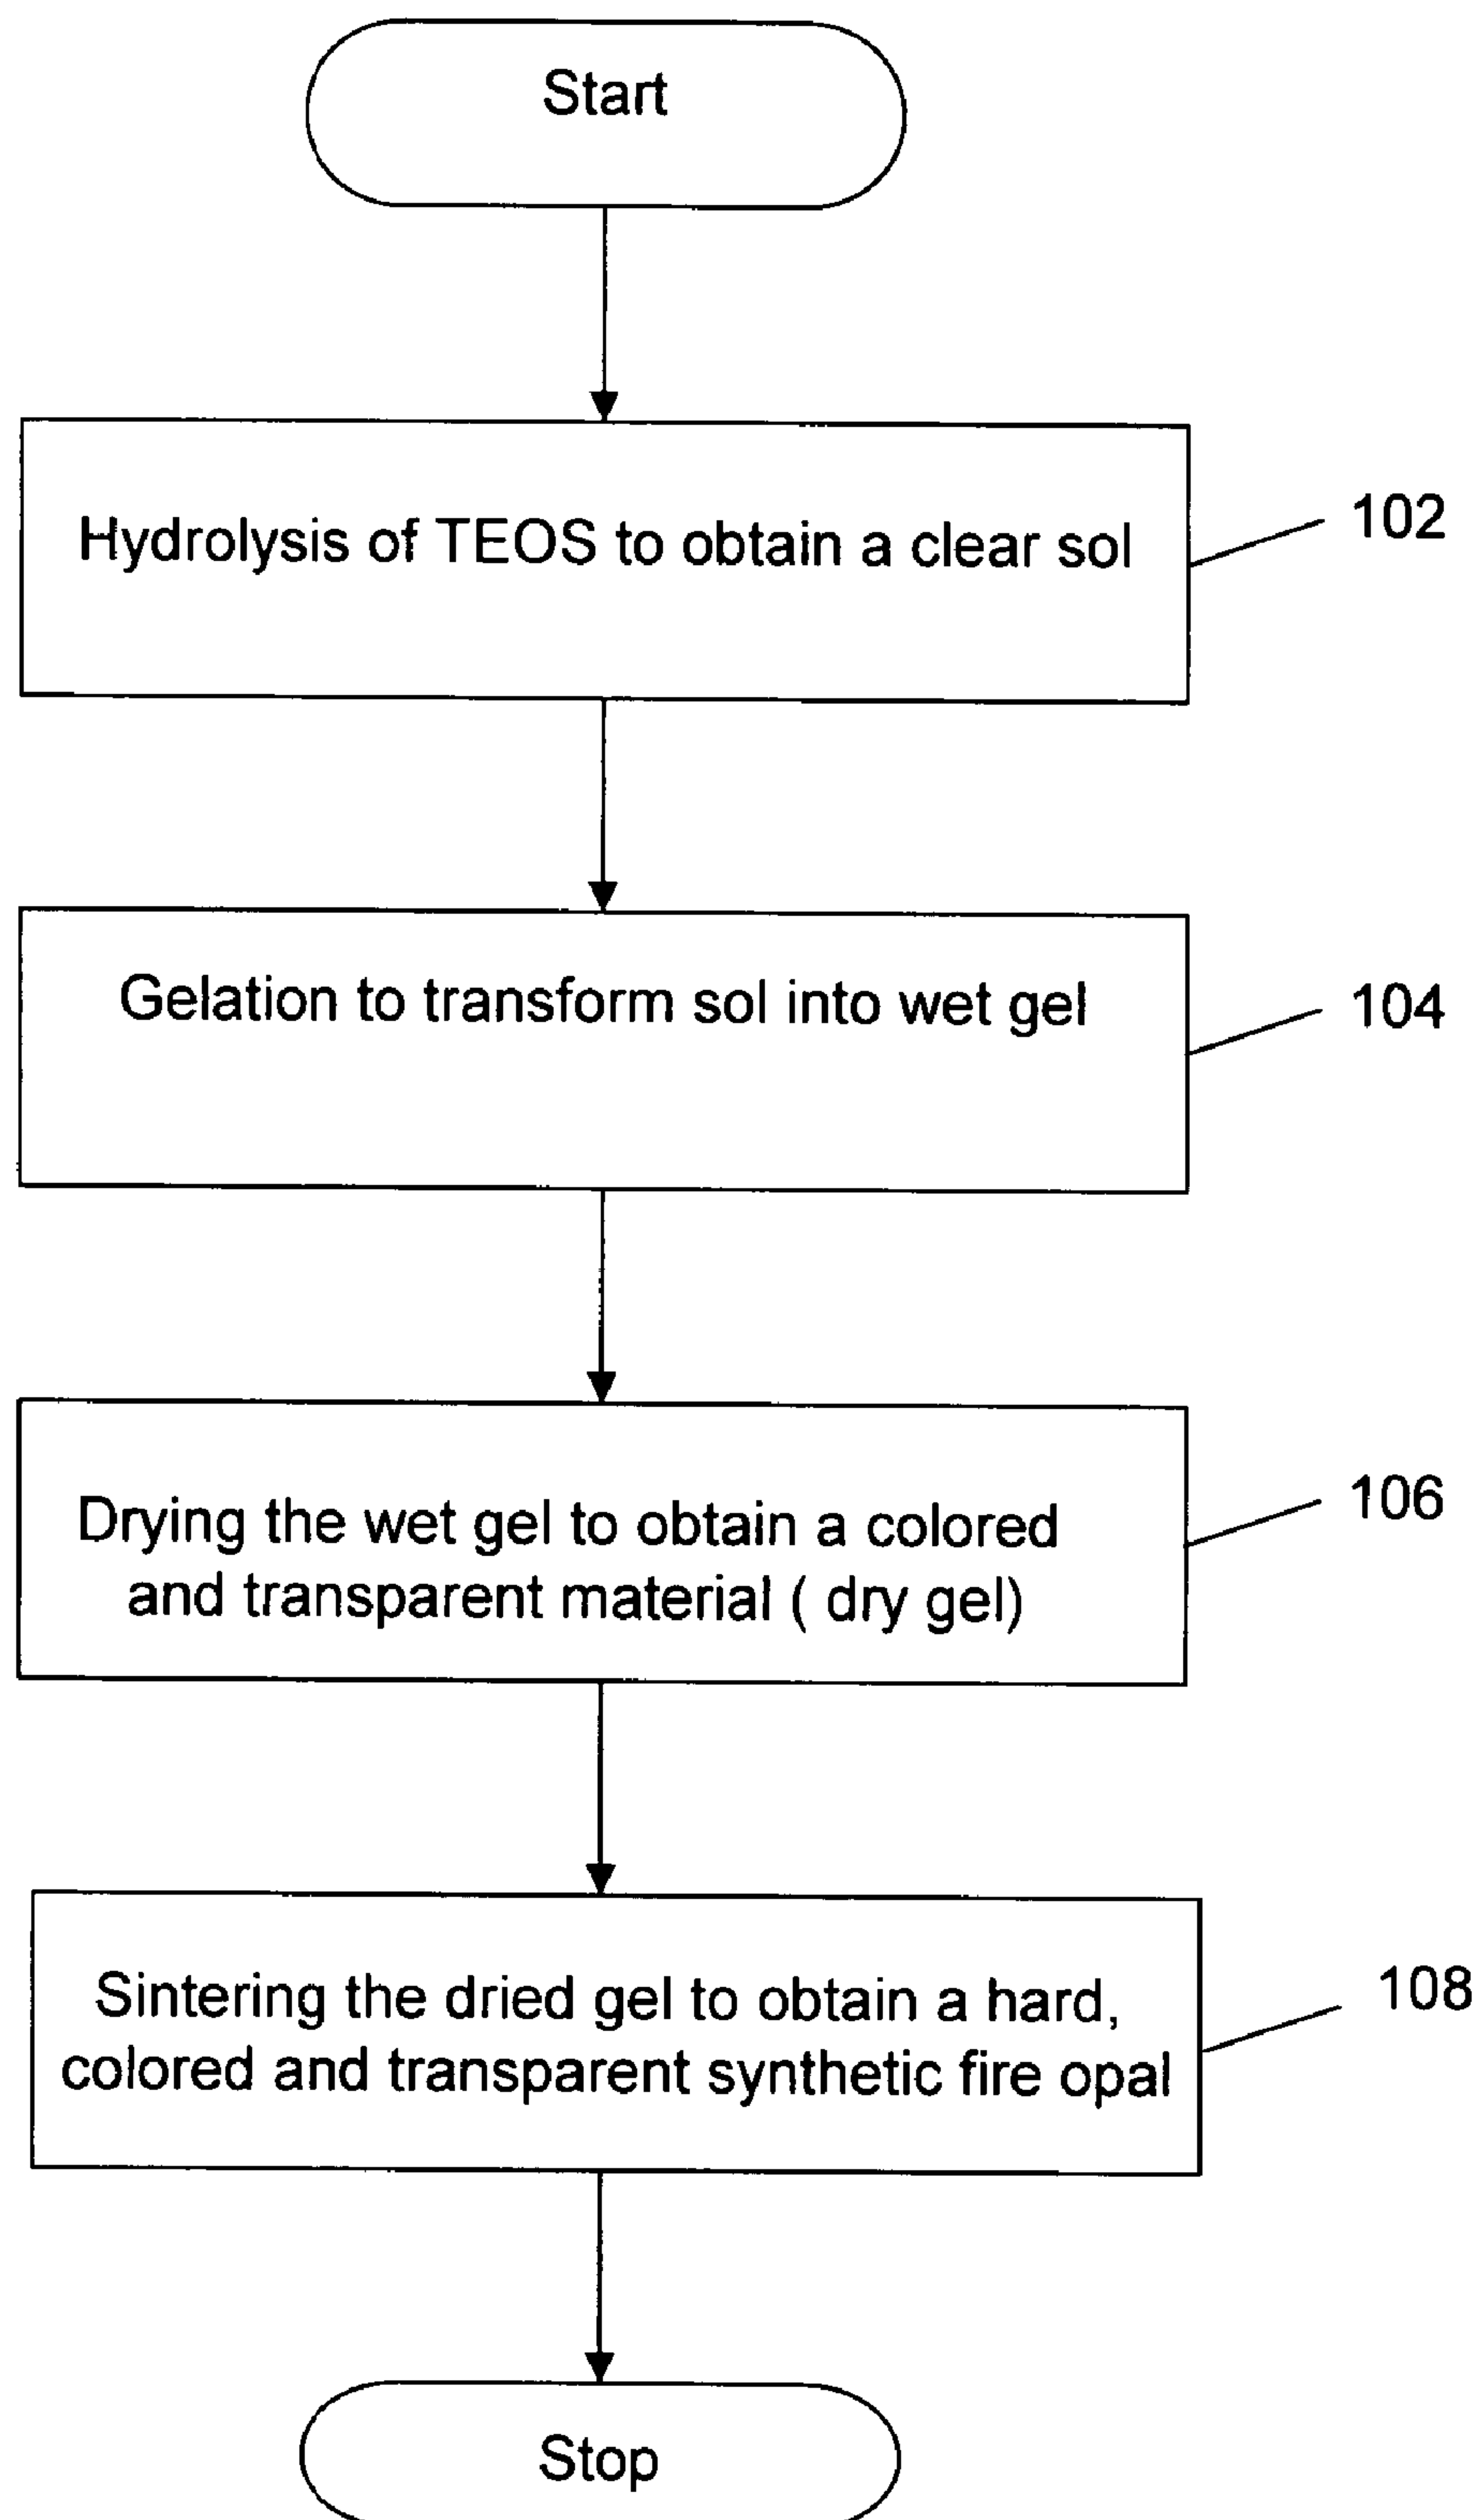 Start
Hydrolysis of TEOS to obtain a clear sol
102
Gelation to transform sol into wet gel
104
Drying the wet gel to obtain a colored
and transparent material ( dry gel)
106
Sintering the dried gel to obtain a hard,
colored and transparent synthetic fire opal
108
Stop